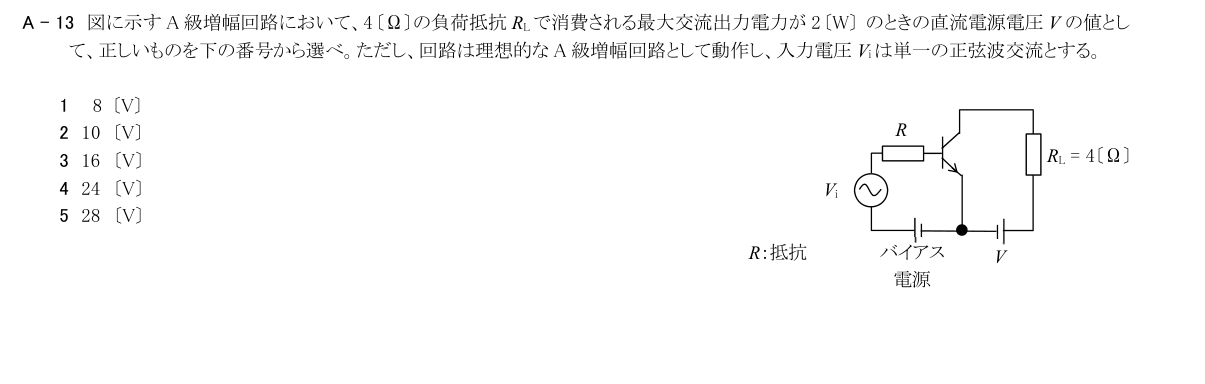 A - 13 図に示すA級増幅回路において、4〔Ω〕の負荷抵抗 RLで消費される最大交流出力電力が2〔W〕のときの直流電源電圧Vの値とし
て、正しいものを下の番号から選べ。ただし、回路は理想的なA級増幅回路として動作し、入力電圧Viは単一の正弦波交流とする。
1 8〔V〕
2 10〔V〕
3 16〔V〕
4 24〔V〕
5 28〔V〕
R
RL = 4〔Ω〕
Vi
R:抵抗
バイアス
電源
V